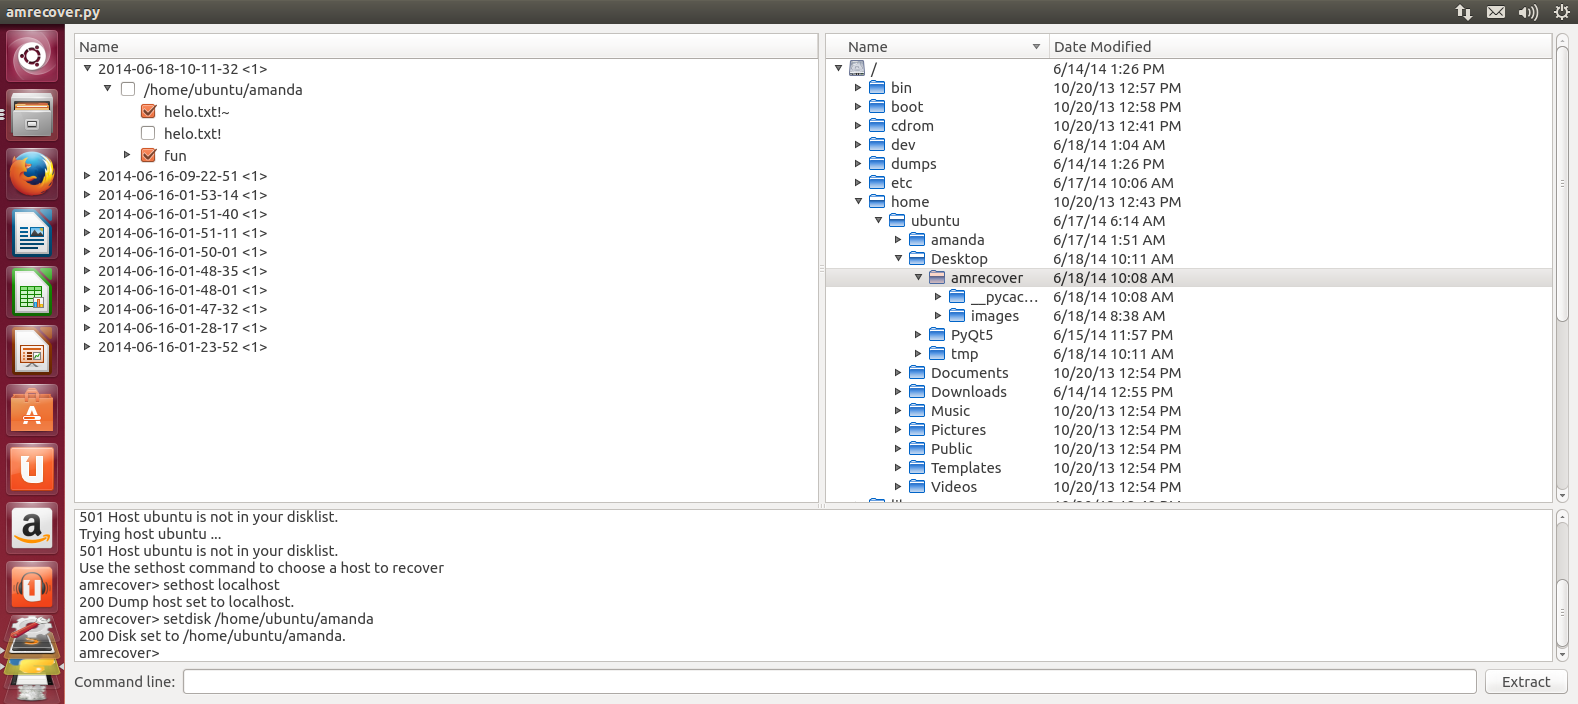 amrecover.py
Name
2014-06-18-10-11-32 <1>
/home/ubuntu/amanda
helo.txt!~
helo.txt!
fun
2014-06-16-09-22-51 <1>
2014-06-16-01-53-14 <1>
2014-06-16-01-51-40 <1>
2014-06-16-01-51-11 <1>
2014-06-16-01-50-01 <1>
2014-06-16-01-48-35 <1>
2014-06-16-01-48-01 <1>
2014-06-16-01-47-32 <1>
2014-06-16-01-28-17 <1>
2014-06-16-01-23-52 <1>
Name Date Modified
/ 6/14/14 1:26 PM
bin 10/20/13 12:57 PM
boot 10/20/13 12:58 PM
cdrom 10/20/13 12:41 PM
dev 6/18/14 1:04 AM
dumps 6/14/14 1:26 PM
etc 6/17/14 10:06 AM
home 10/20/13 12:43 PM
ubuntu 6/17/14 6:14 AM
amanda 6/17/14 1:51 AM
Desktop 6/18/14 10:11 AM
amrecover 6/18/14 10:08 AM
__pycac... 6/18/14 10:08 AM
images 6/18/14 8:38 AM
PyQt5 6/15/14 11:57 PM
tmp 6/18/14 10:11 AM
Documents 10/20/13 12:54 PM
Downloads 6/14/14 12:55 PM
Music 10/20/13 12:54 PM
Pictures 10/20/13 12:54 PM
Public 10/20/13 12:54 PM
Templates 10/20/13 12:54 PM
Videos 10/20/13 12:54 PM
501 Host ubuntu is not in your disklist.
Trying host ubuntu ...
501 Host ubuntu is not in your disklist.
Use the sethost command to choose a host to recover
amrecover> sethost localhost
200 Dump host set to localhost.
amrecover> setdisk /home/ubuntu/amanda
200 Disk set to /home/ubuntu/amanda.
amrecover>
Command line:
Extract